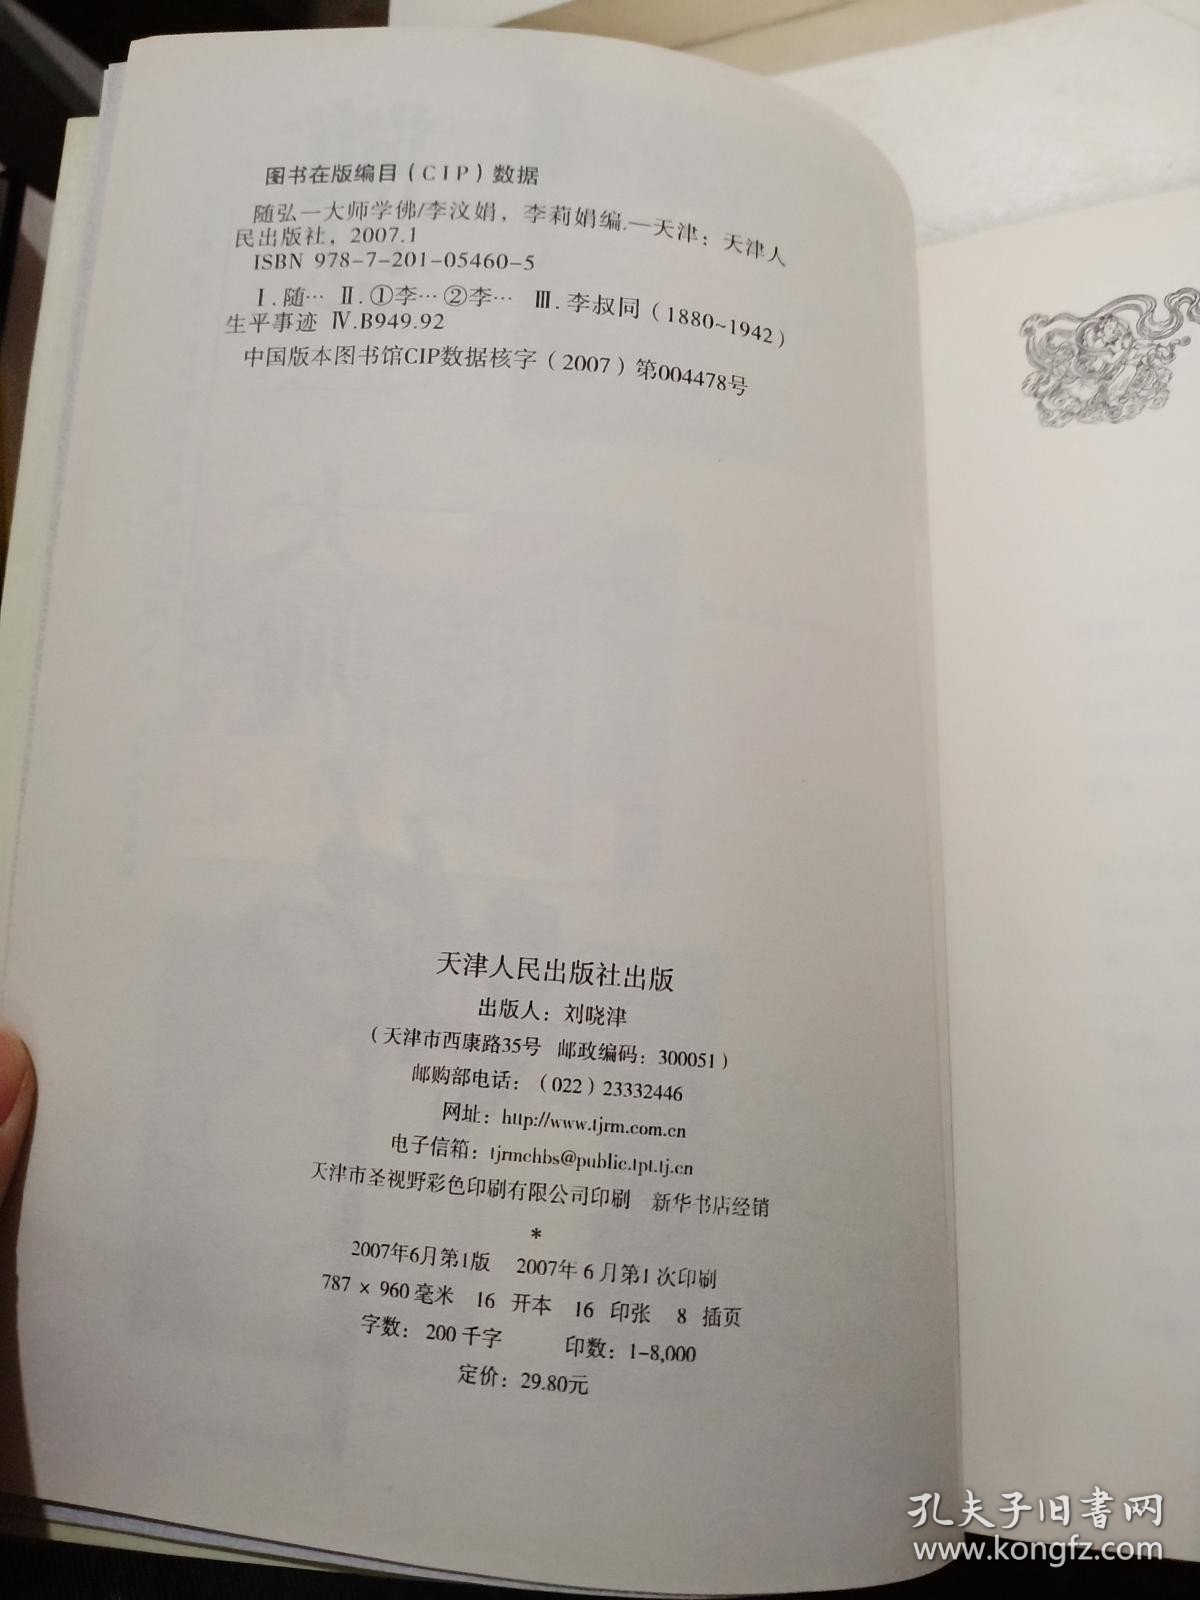 图书在版编目(CIP)数据
随弘一大师学佛/李汶娟，李莉娟编.—天津：天津人
民出版社，2007.1
ISBN 978-7-201-05460-5
Ⅰ.随… Ⅱ.①李…②李… Ⅲ.李叔同(1880~1942)
生平事迹 Ⅳ.B949.92
中国版本图书馆CIP数据核字(2007)第004478号
天津人民出版社出版
出版人：刘晓津
(天津市西康路35号 邮政编码：300051)
邮购部电话：(022)23332446
网址：http://www.tjrm.com.cn
电子信箱：tjrmchbs@public.tpt.tj.cn
天津市圣视野彩色印刷有限公司印刷 新华书店经销
*
2007年6月第1版 2007年6月第1次印刷
787×960毫米 16 开本 16 印张 8 插页
字数：200千字 印数：1-8,000
定价：29.80元
孔夫子旧书网
www.kongfz.com